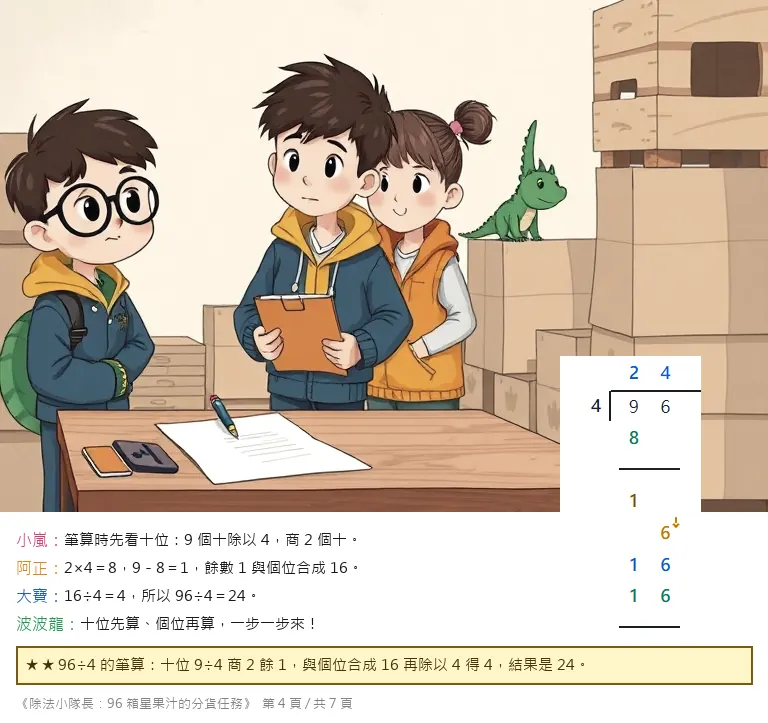 2 4
4 9 6
8
1
6↓
1 6
1 6
小嵐：筆算時先看十位：9 個十除以 4，商 2 個十。
阿正：2×4＝8，9－8＝1，餘數 1 與個位合成 16。
大寶：16÷4＝4，所以 96÷4＝24。
波波龍：十位先算、個位再算，一步一步來！
★★96÷4 的筆算：十位 9÷4 商 2 餘 1，與個位合成 16 再除以 4 得 4，結果是 24。
《除法小隊長：96 箱星果汁的分貨任務》 第 4 頁 / 共 7 頁